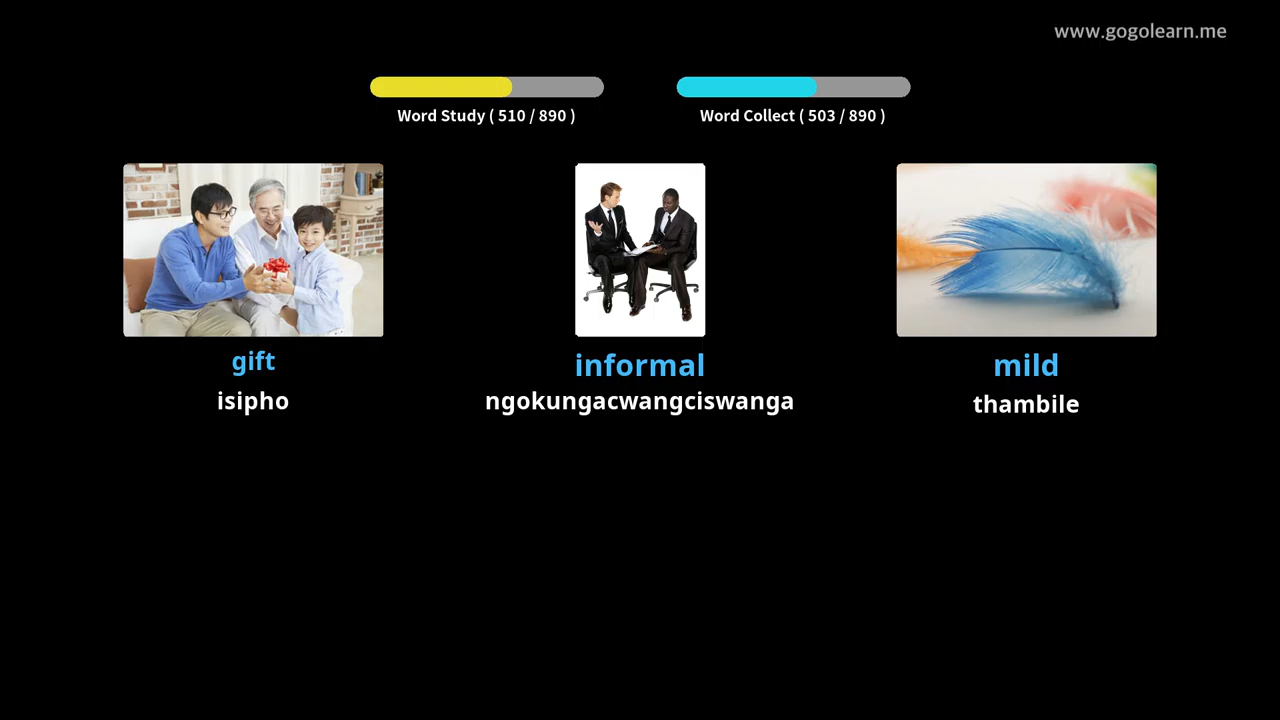 www.gogolearn.me
Word Study ( 510 / 890 )
Word Collect ( 503 / 890 )
gift
informal
mild
isipho
ngokungacwangciswanga
thambile